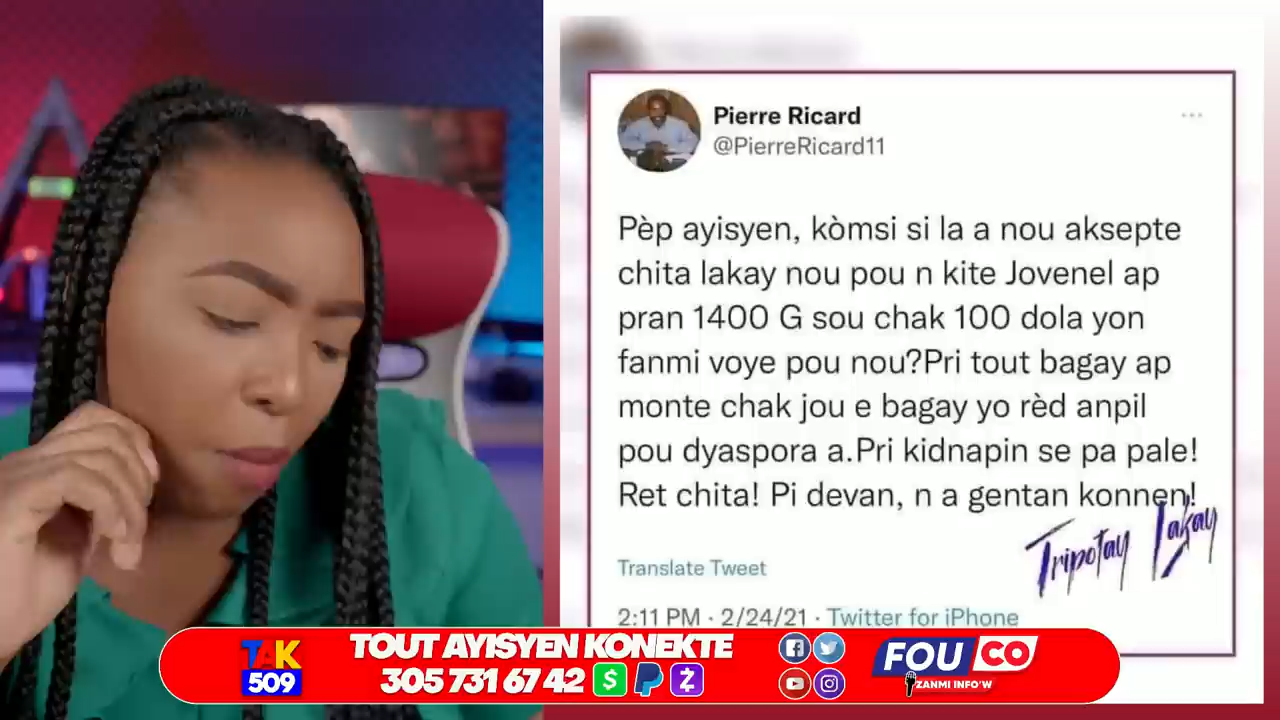 Pierre Ricard
@PierreRicard11
Pèp ayisyen, kòmsi si la a nou aksepte
chita lakay nou pou n kite Jovenel ap
pran 1400 G sou chak 100 dola yon
fanmi voye pou nou?Pri tout bagay ap
monte chak jou e bagay yo rèd anpil
pou dyaspora a.Pri kidnapin se pa pale!
Ret chita! Pi devan, n a gentan konnen!
Tripotay Lakay
Translate Tweet
2:11 PM · 2/24/21 · Twitter for iPhone
TAK
509
TOUT AYISYEN KONEKTE
305 731 67 42
FOUCO
ZANMI INFO'W